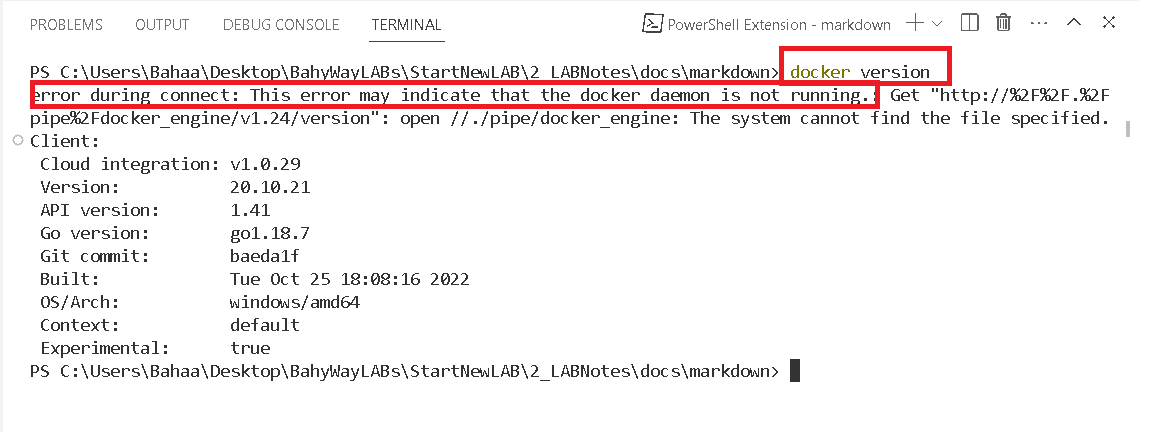 PROBLEMS OUTPUT DEBUG CONSOLE TERMINAL PowerShell Extension - markdown
PS C:\Users\Bahaa\Desktop\BahyWayLABs\StartNewLAB\2_LABNotes\docs\markdown> docker version
error during connect: This error may indicate that the docker daemon is not running.: Get "http://%2F%2F.%2F
pipe%2Fdocker_engine/v1.24/version": open //./pipe/docker_engine: The system cannot find the file specified.
Client:
Cloud integration: v1.0.29
Version: 20.10.21
API version: 1.41
Go version: go1.18.7
Git commit: baeda1f
Built: Tue Oct 25 18:08:16 2022
OS/Arch: windows/amd64
Context: default
Experimental: true
PS C:\Users\Bahaa\Desktop\BahyWayLABs\StartNewLAB\2_LABNotes\docs\markdown>